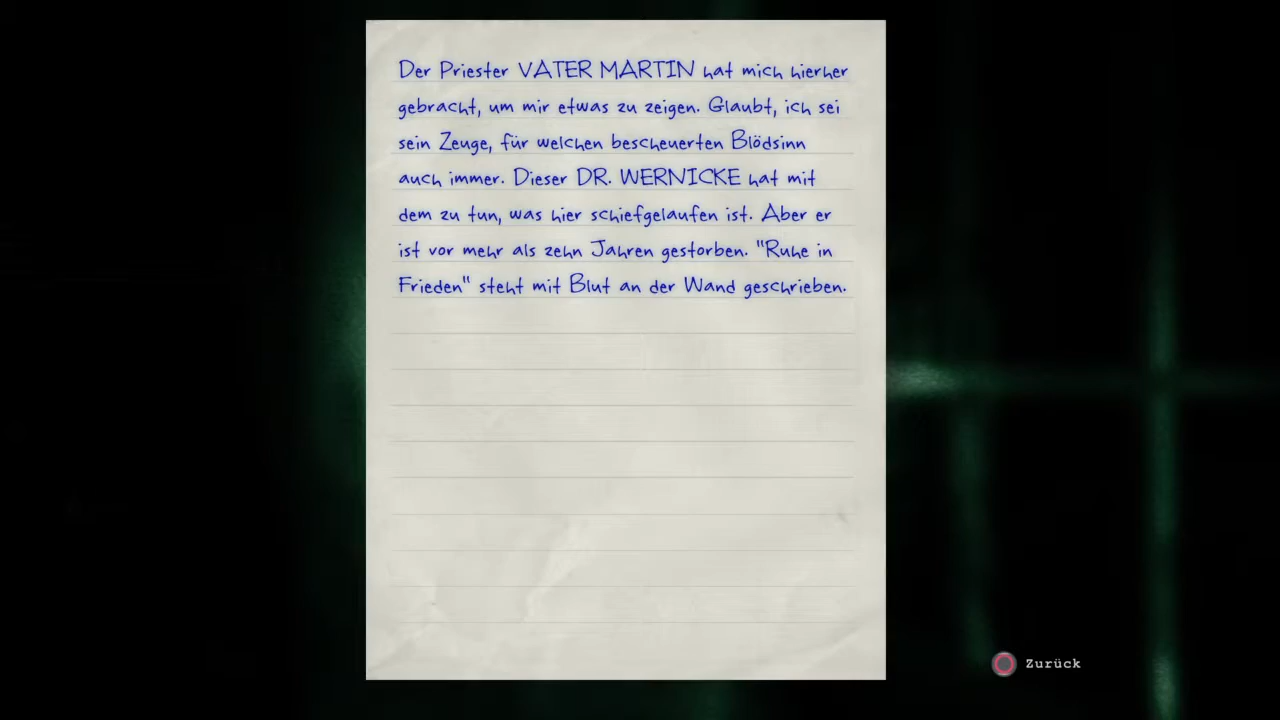 Der Priester VATER MARTIN hat mich hierher
gebracht, um mir etwas zu zeigen. Glaubt, ich sei
sein Zeuge, für welchen bescheuerten Blödsinn
auch immer. Dieser DR. WERNICKE hat mit
dem zu tun, was hier schiefgelaufen ist. Aber er
ist vor mehr als zehn Jahren gestorben. "Ruhe in
Frieden" steht mit Blut an der Wand geschrieben.
Zurück